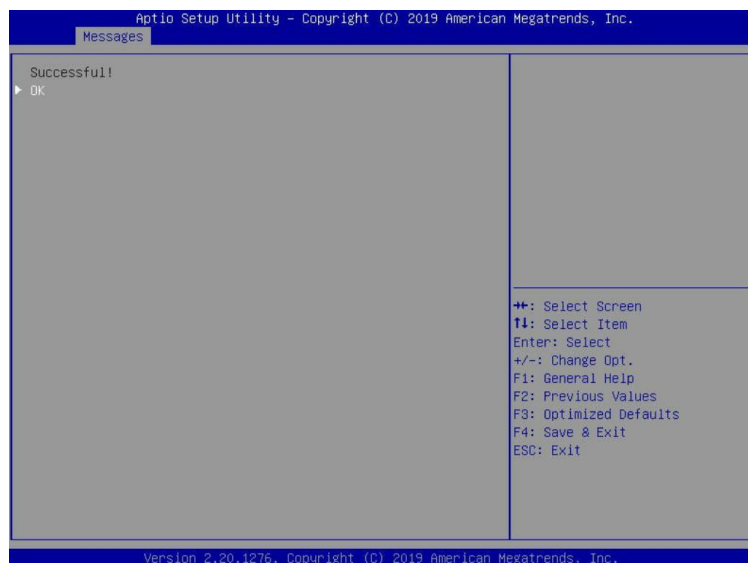 Aptio Setup Utility – Copyright (C) 2019 American Megatrends, Inc.
Messages
Successful!
▶ OK
→←: Select Screen
↑↓: Select Item
Enter: Select
+/-: Change Opt.
F1: General Help
F2: Previous Values
F3: Optimized Defaults
F4: Save & Exit
ESC: Exit
Version 2.20.1276. Copyright (C) 2019 American Megatrends, Inc.